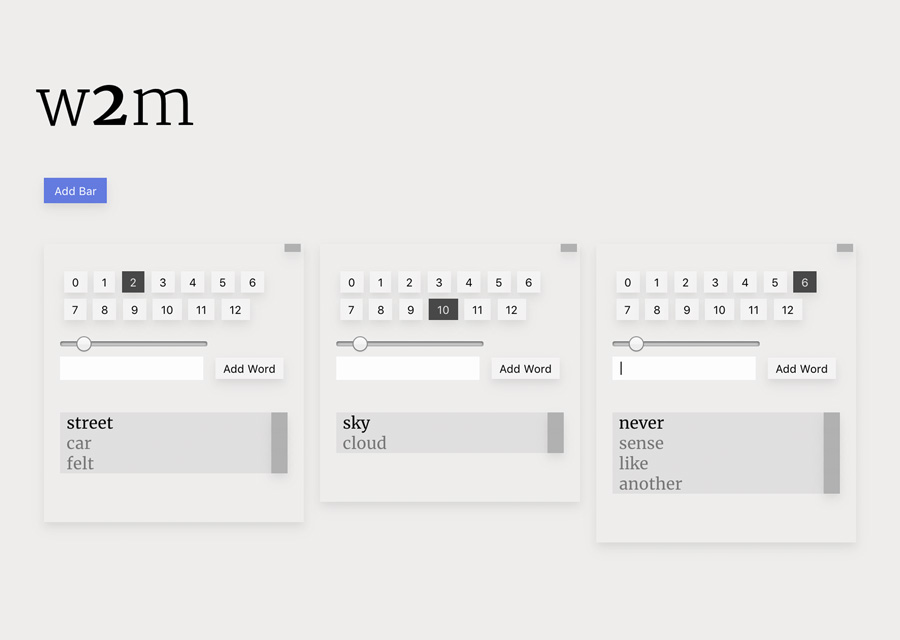 w2m
Add Bar
0 1 2 3 4 5 6
7 8 9 10 11 12
Add Word
street
car
felt
0 1 2 3 4 5 6
7 8 9 10 11 12
Add Word
sky
cloud
0 1 2 3 4 5 6
7 8 9 10 11 12
Add Word
never
sense
like
another